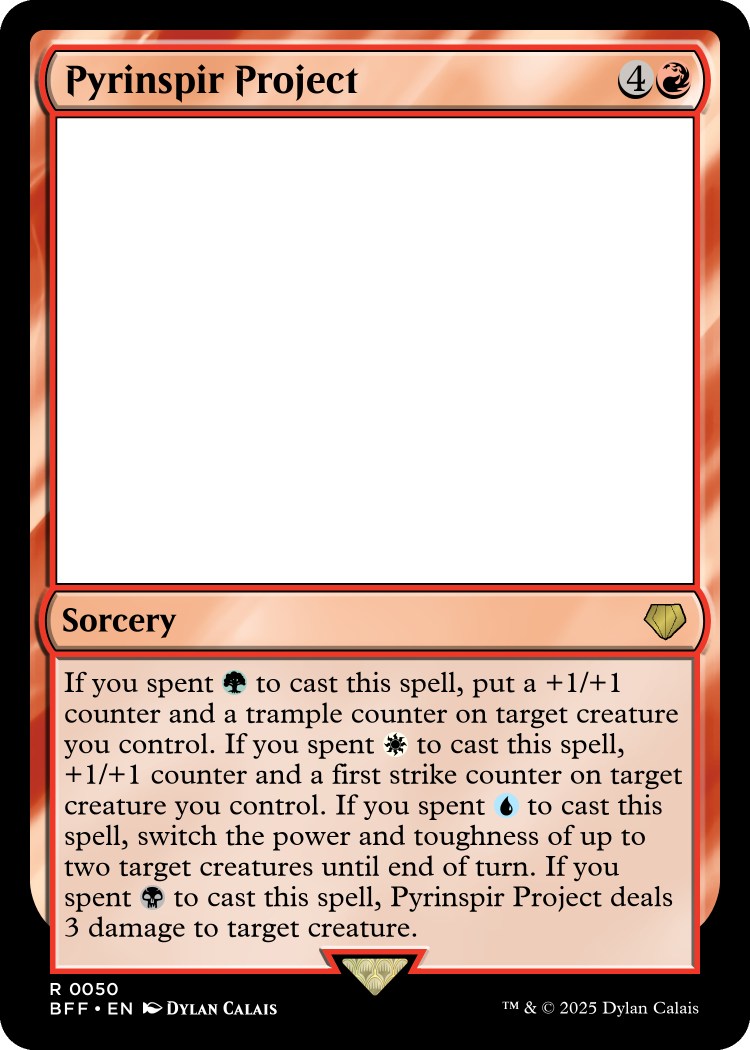 Pyrinspir Project 4
Sorcery
If you spent to cast this spell, put a +1/+1
counter and a trample counter on target creature
you control. If you spent to cast this spell,
+1/+1 counter and a first strike counter on target
creature you control. If you spent to cast this
spell, switch the power and toughness of up to
two target creatures until end of turn. If you
spent to cast this spell, Pyrinspir Project deals
3 damage to target creature.
R 0050
BFF • EN Dylan Calais
™ & © 2025 Dylan Calais